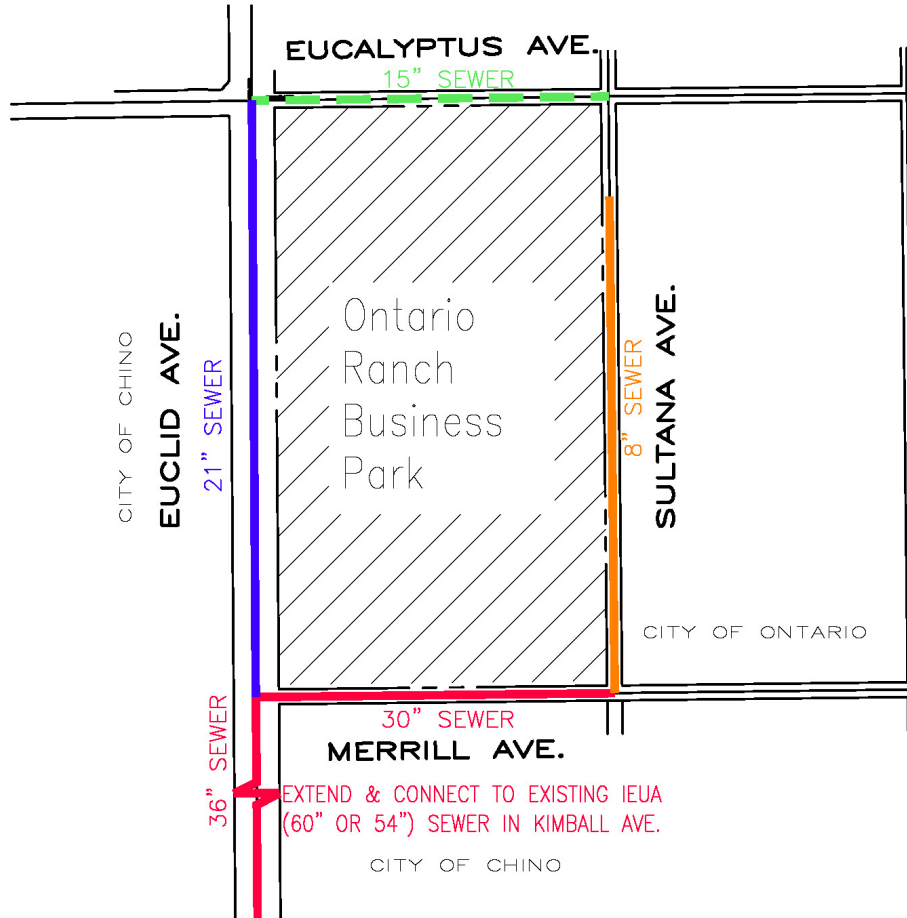 EUCALYPTUS AVE.
15” SEWER
CITY OF CHINO
EUCLID AVE.
21” SEWER
Ontario
Ranch
Business
Park
8” SEWER
SULTANA AVE.
CITY OF ONTARIO
36” SEWER
30” SEWER
MERRILL AVE.
EXTEND & CONNECT TO EXISTING IEUA
(60” OR 54”) SEWER IN KIMBALL AVE.
CITY OF CHINO